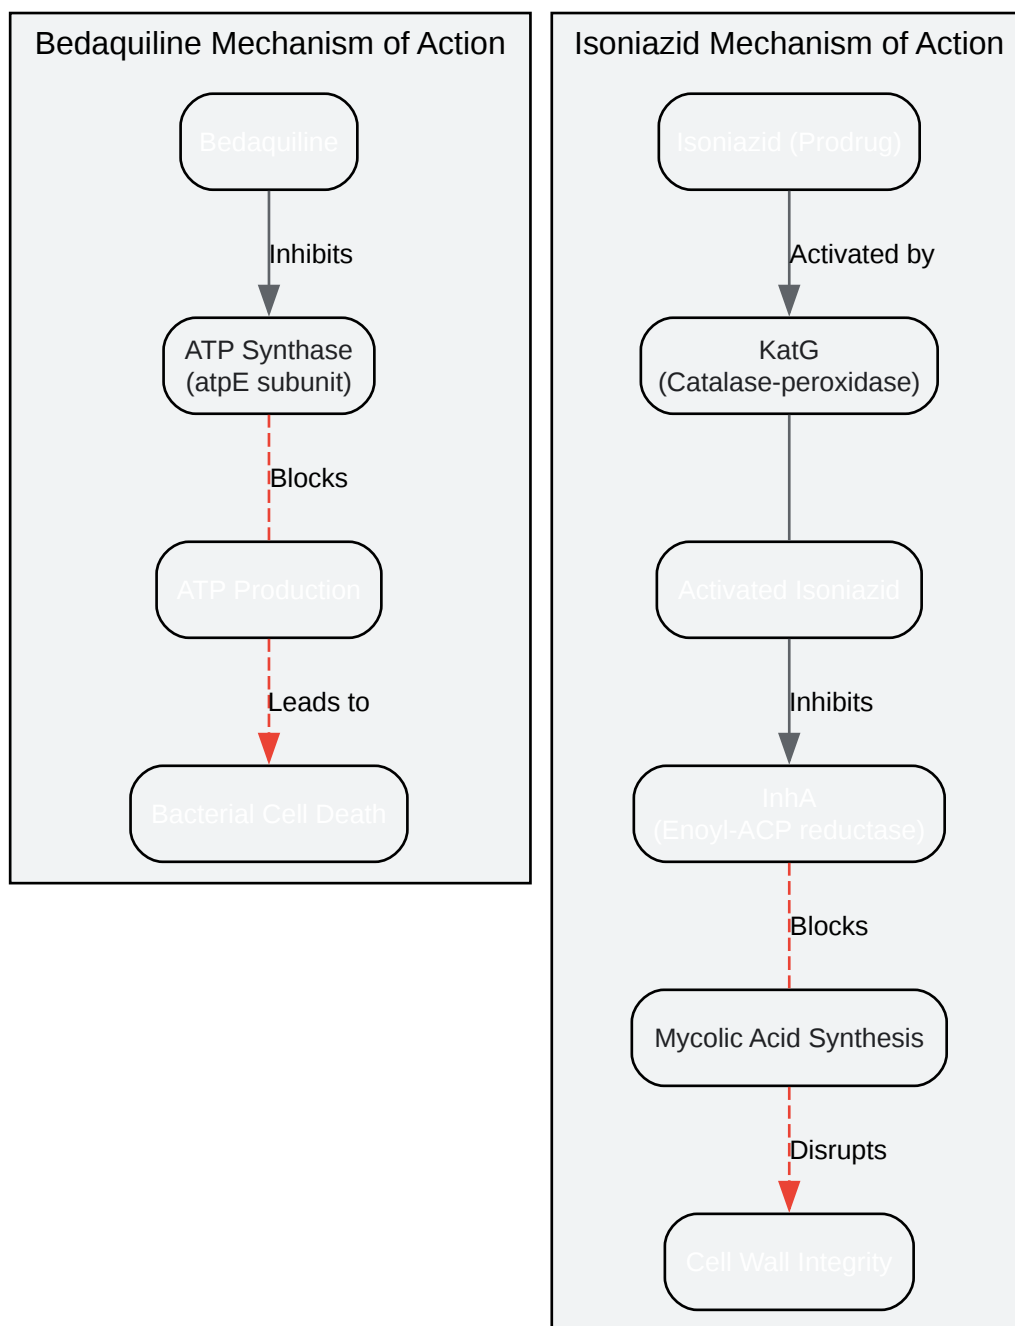 Bedaquiline Mechanism of Action
Bedaquiline
Inhibits
ATP Synthase
(atpE subunit)
Blocks
ATP Production
Leads to
Bacterial Cell Death
Isoniazid Mechanism of Action
Isoniazid (Prodrug)
Activated by
KatG
(Catalase-peroxidase)
Activated Isoniazid
Inhibits
InhA
(Enoyl-ACP reductase)
Blocks
Mycolic Acid Synthesis
Disrupts
Cell Wall Integrity